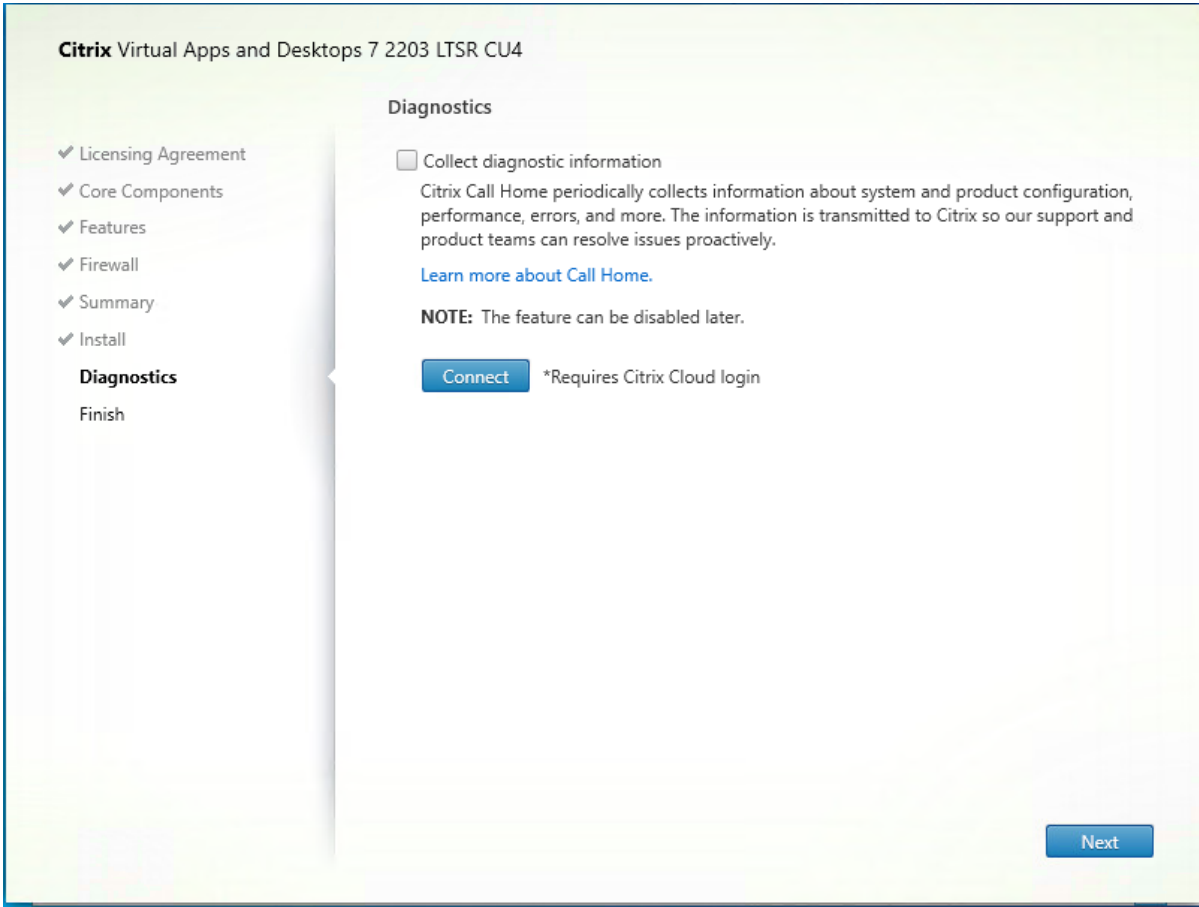 Citrix Virtual Apps and Desktops 7 2203 LTSR CU4
Licensing Agreement
Core Components
Features
Firewall
Summary
Install
Diagnostics
Finish
Diagnostics
Collect diagnostic information
Citrix Call Home periodically collects information about system and product configuration,
performance, errors, and more. The information is transmitted to Citrix so our support and
product teams can resolve issues proactively.
Learn more about Call Home.
NOTE: The feature can be disabled later.
Connect *Requires Citrix Cloud login
Next